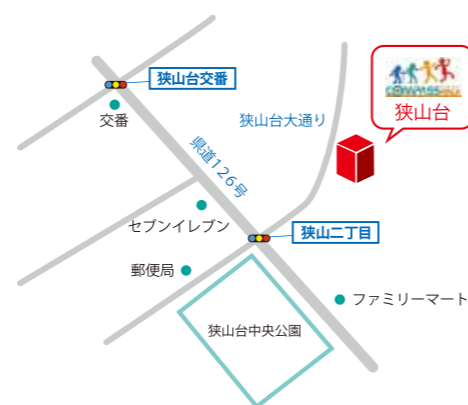 狭山台交番
交番
COMPASS
狭山台
狭山台大通り
県道126号
セブンイレブン
狭山二丁目
郵便局
ファミリーマート
狭山台中央公園